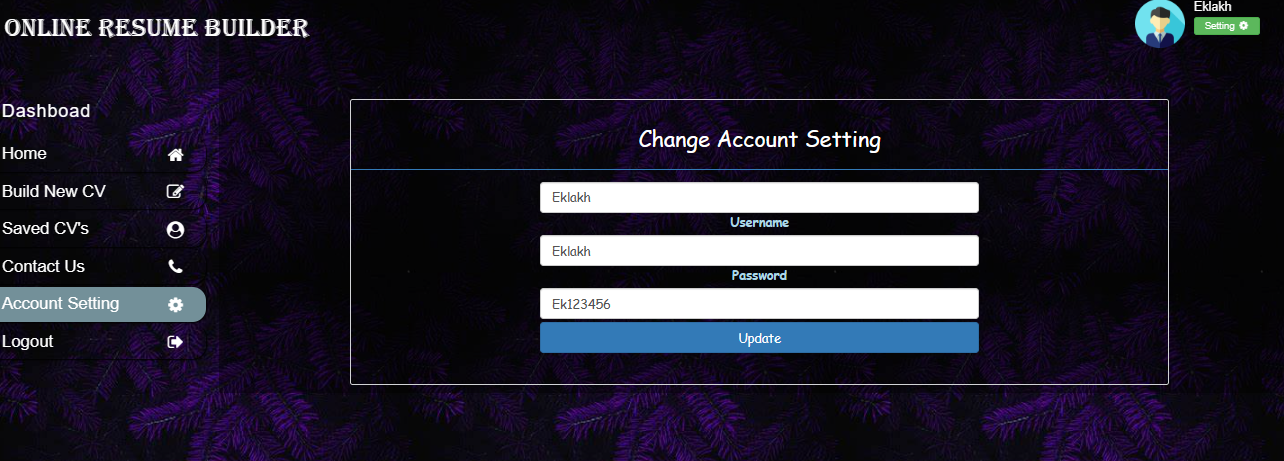 ONLINE RESUME BUILDER
Eklakh
Setting
Dashboad
Home
Build New CV
Saved CV's
Contact Us
Account Setting
Logout
Change Account Setting
Eklakh
Username
Eklakh
Password
Ek123456
Update